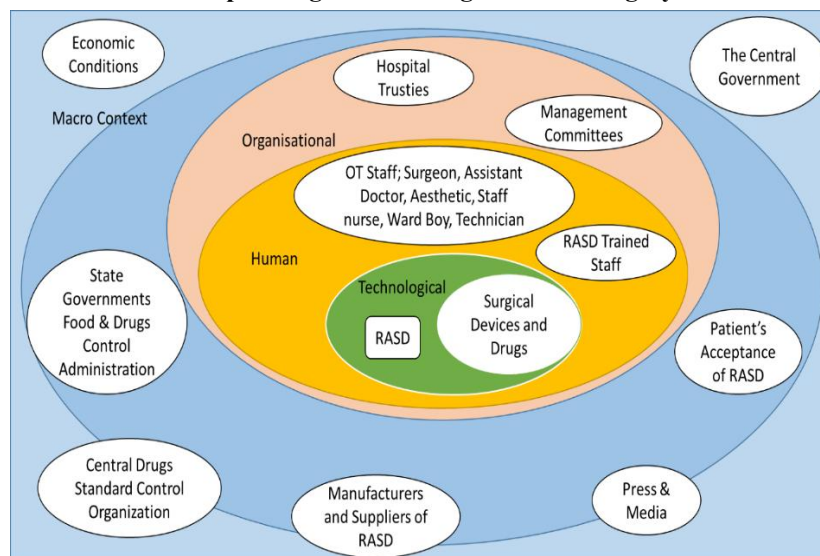 Economic
Conditions
The Central
Government
Hospital
Trusties
Macro Context
Management
Committees
Organisational
OT Staff; Surgeon, Assistant
Doctor, Aesthetic, Staff
nurse, Ward Boy, Technician
RASD Trained
Staff
Human
Technological
State
Governments
Food & Drugs
Control
Administration
Surgical
Devices and
Drugs
RASD
Patient's
Acceptance
of RASD
Central Drugs
Standard Control
Organization
Manufacturers
and Suppliers of
RASD
Press &
Media